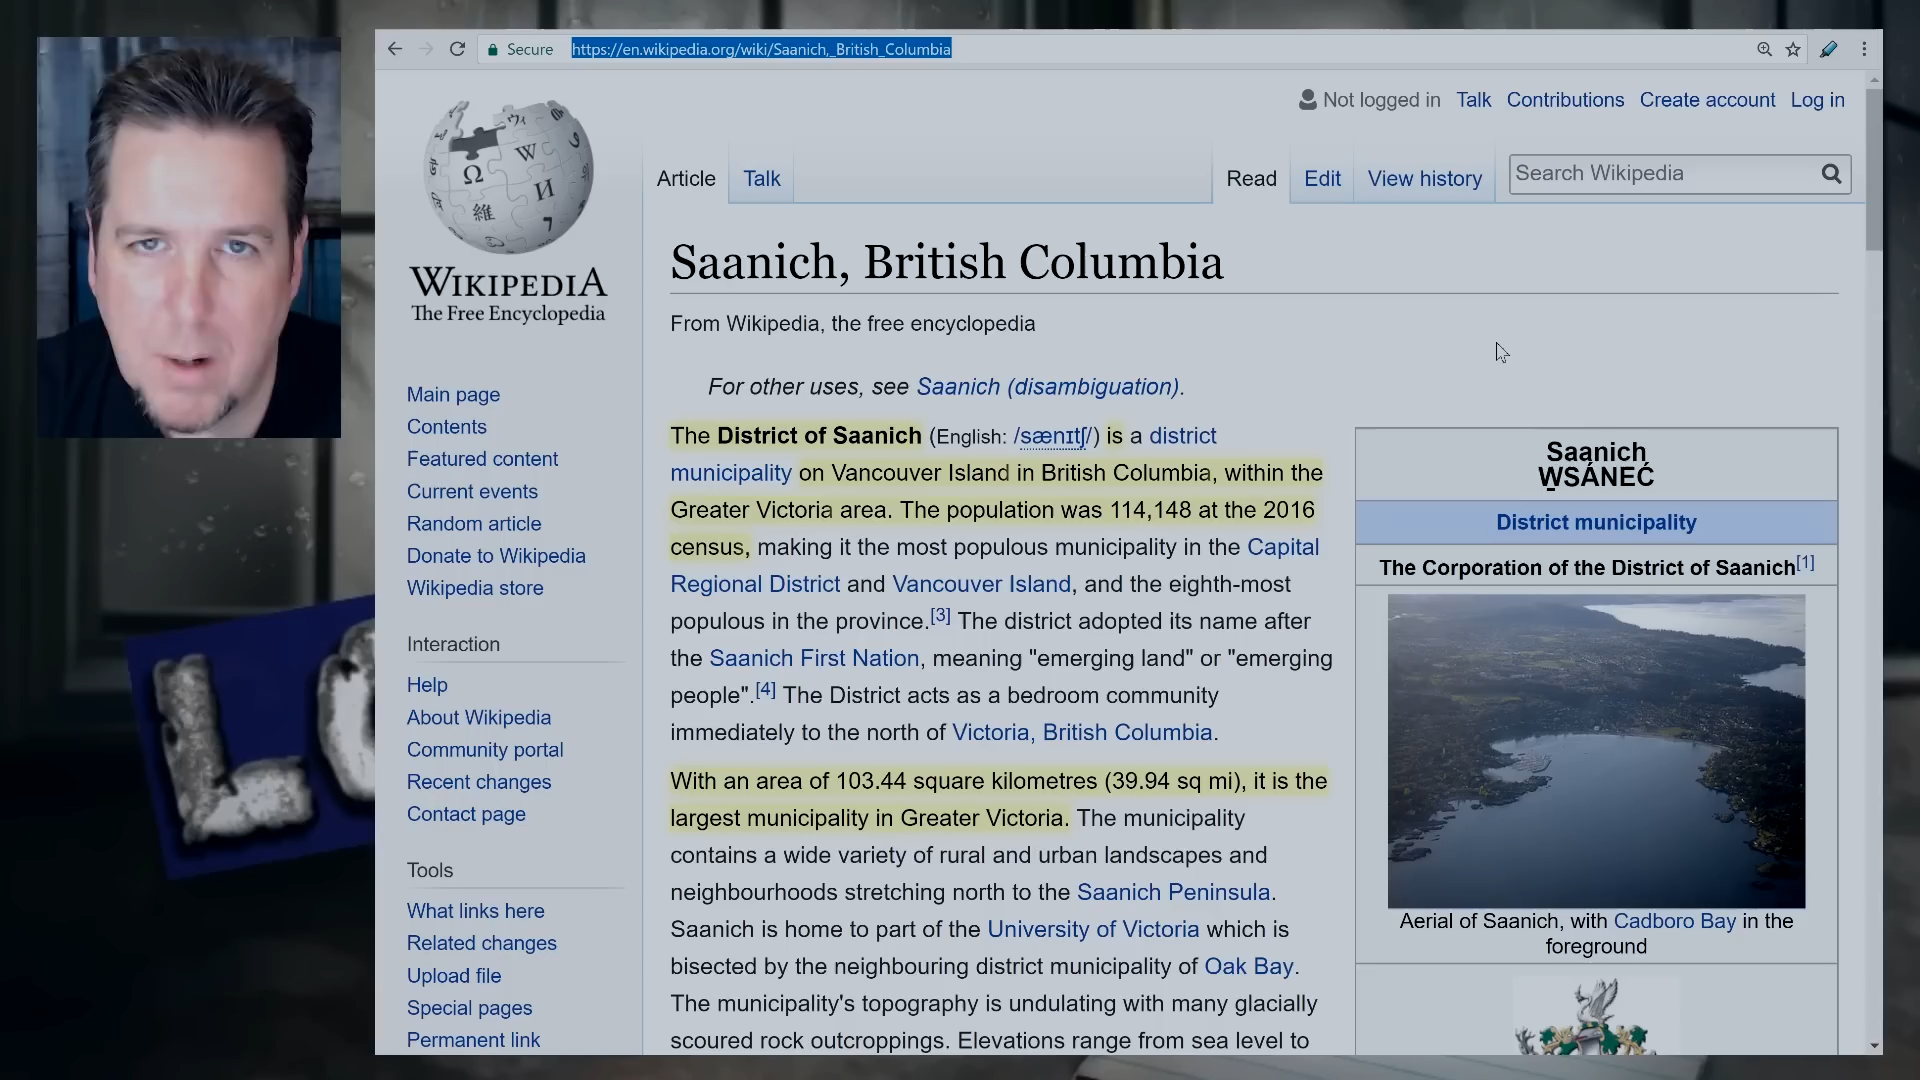 Secure https://en.wikipedia.org/wiki/Saanich,_British_Columbia
Not logged in Talk Contributions Create account Log in
Article Talk Read Edit View history Search Wikipedia
Ω W И 維 7
WIKIPEDIA
The Free Encyclopedia
Main page
Contents
Featured content
Current events
Random article
Donate to Wikipedia
Wikipedia store
Interaction
Help
About Wikipedia
Community portal
Recent changes
Contact page
Tools
What links here
Related changes
Upload file
Special pages
Permanent link
Saanich, British Columbia
From Wikipedia, the free encyclopedia
For other uses, see Saanich (disambiguation).
The District of Saanich (English: /sænɪtʃ/) is a district
municipality on Vancouver Island in British Columbia, within the
Greater Victoria area. The population was 114,148 at the 2016
census, making it the most populous municipality in the Capital
Regional District and Vancouver Island, and the eighth-most
populous in the province.[3] The district adopted its name after
the Saanich First Nation, meaning "emerging land" or "emerging
people".[4] The District acts as a bedroom community
immediately to the north of Victoria, British Columbia.
With an area of 103.44 square kilometres (39.94 sq mi), it is the
largest municipality in Greater Victoria. The municipality
contains a wide variety of rural and urban landscapes and
neighbourhoods stretching north to the Saanich Peninsula.
Saanich is home to part of the University of Victoria which is
bisected by the neighbouring district municipality of Oak Bay.
The municipality's topography is undulating with many glacially
scoured rock outcroppings. Elevations range from sea level to
Saanich
W̱SÁNEĆ
District municipality
The Corporation of the District of Saanich[1]
Aerial of Saanich, with Cadboro Bay in the
foreground
LO